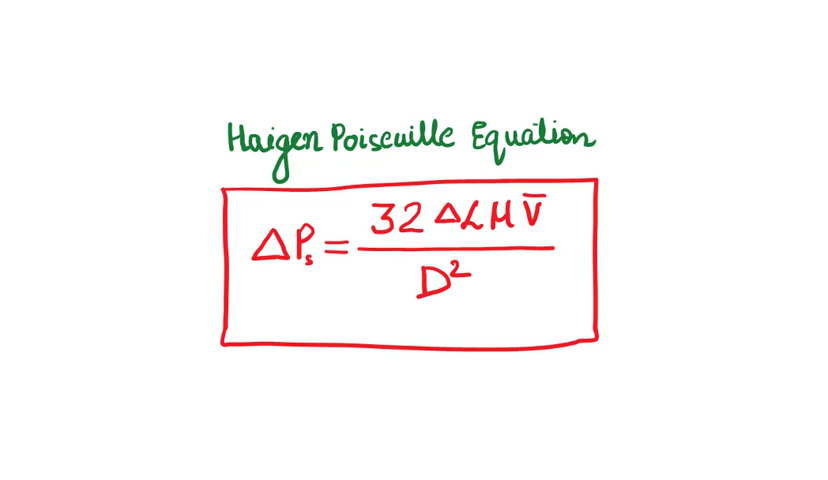 Haigen Poiseuille Equation
ΔPₛ = 32 ΔL μ V̄ / D²